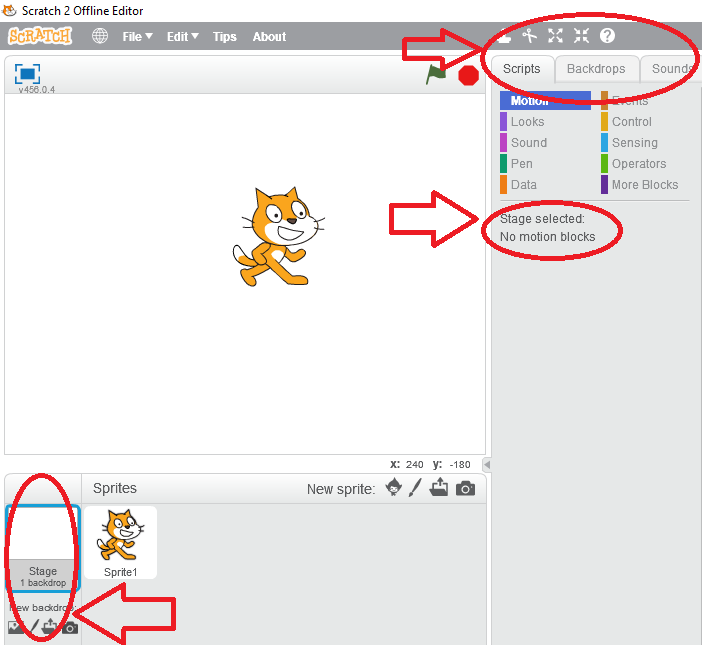 Scratch 2 Offline Editor
SCRATCH File Edit Tips About
v456.0.4
Scripts Backdrops Sounds
Motion Events
Looks Control
Sound Sensing
Pen Operators
Data More Blocks
Stage selected:
No motion blocks
x: 240 y: -180
Sprites New sprite:
Stage
1 backdrop
New backdrop:
Sprite1